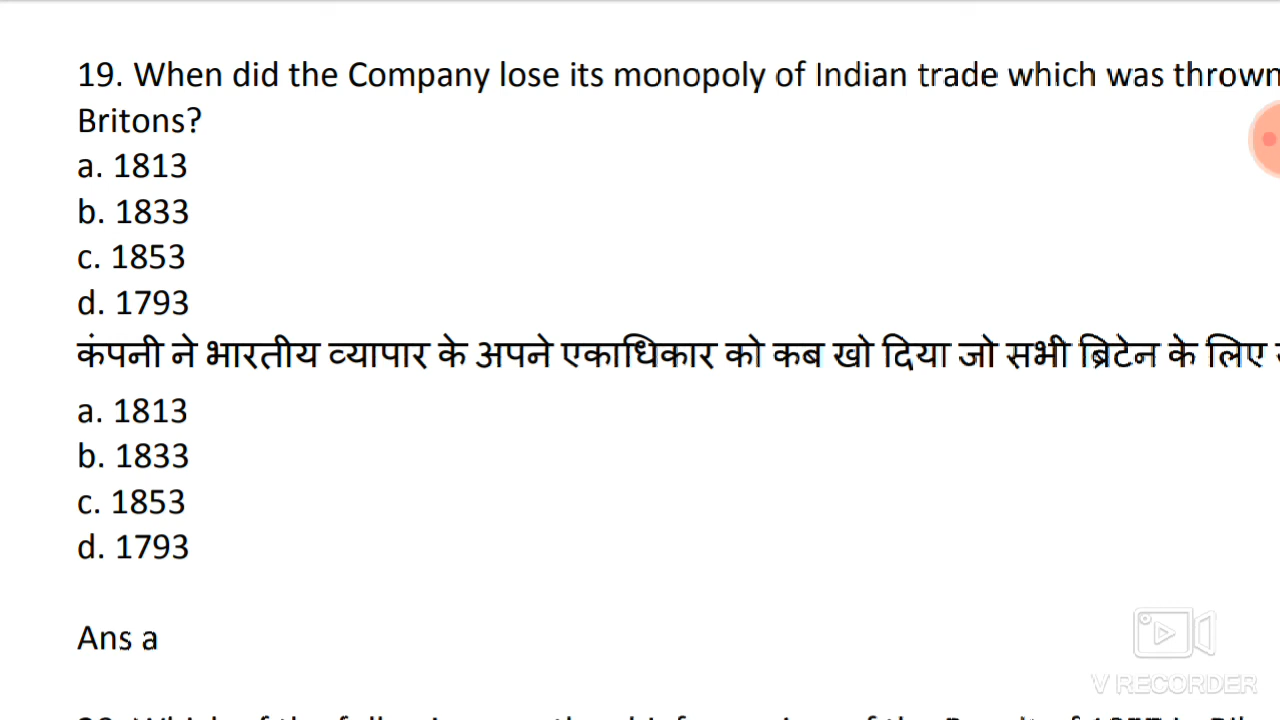 19. When did the Company lose its monopoly of Indian trade which was thrown
Britons?
a. 1813
b. 1833
c. 1853
d. 1793
कंपनी ने भारतीय व्यापार के अपने एकाधिकार को कब खो दिया जो सभी ब्रिटेन के लिए
a. 1813
b. 1833
c. 1853
d. 1793
Ans a
V RECORDER